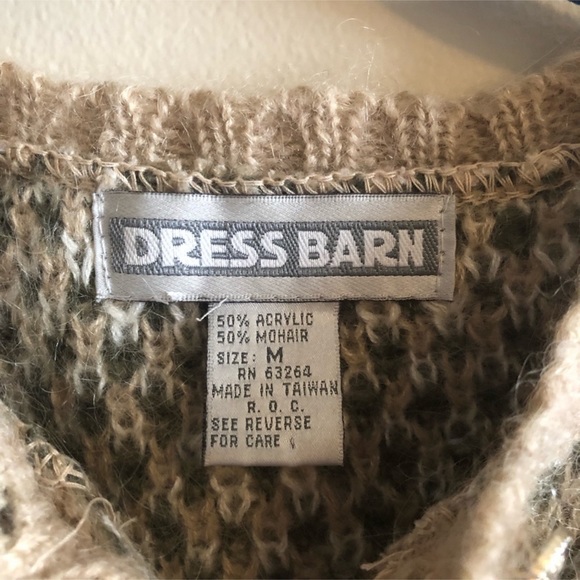 DRESS BARN
50% ACRYLIC
50% MOHAIR
SIZE: M
RN 63264
MADE IN TAIWAN
R. O. C.
SEE REVERSE
FOR CARE